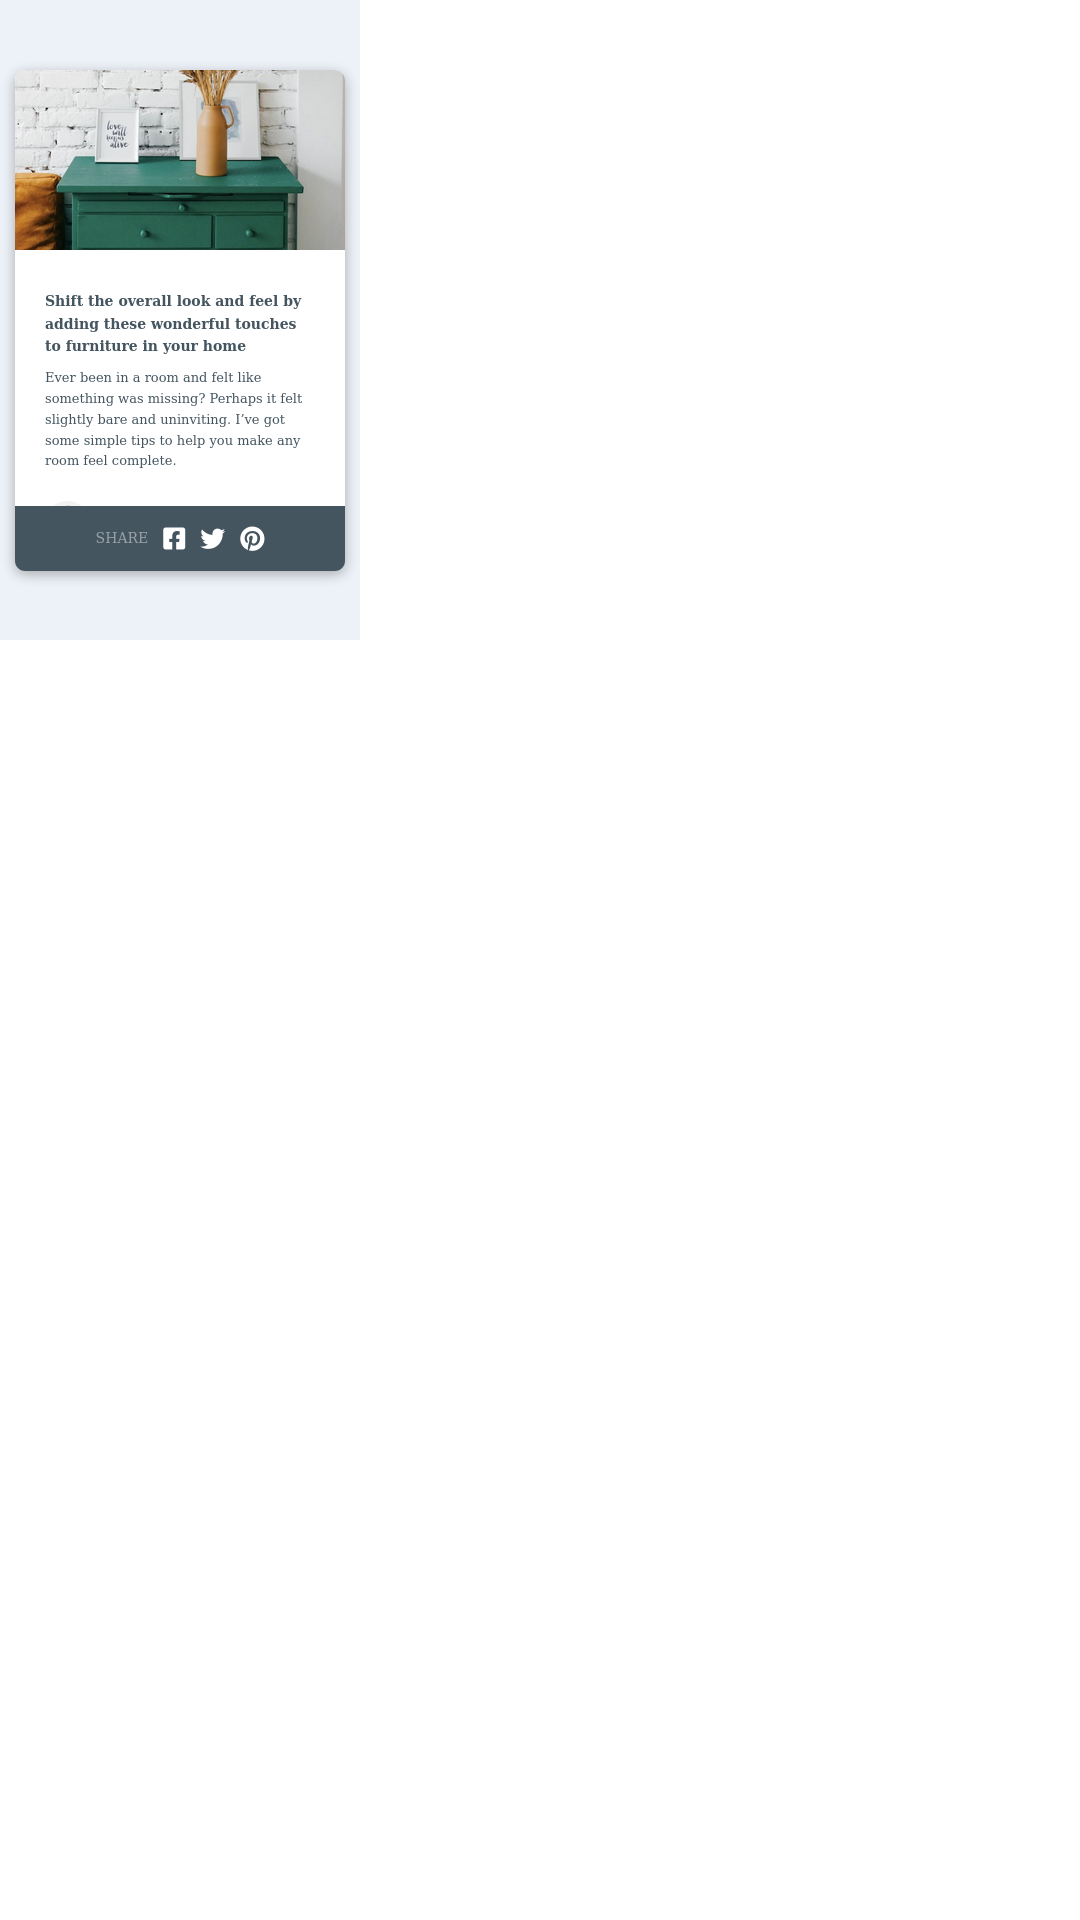 love
will
keep us
alive
Shift the overall look and feel by
adding these wonderful touches
to furniture in your home
Ever been in a room and felt like
something was missing? Perhaps it felt
slightly bare and uninviting. I’ve got
some simple tips to help you make any
room feel complete.
SHARE